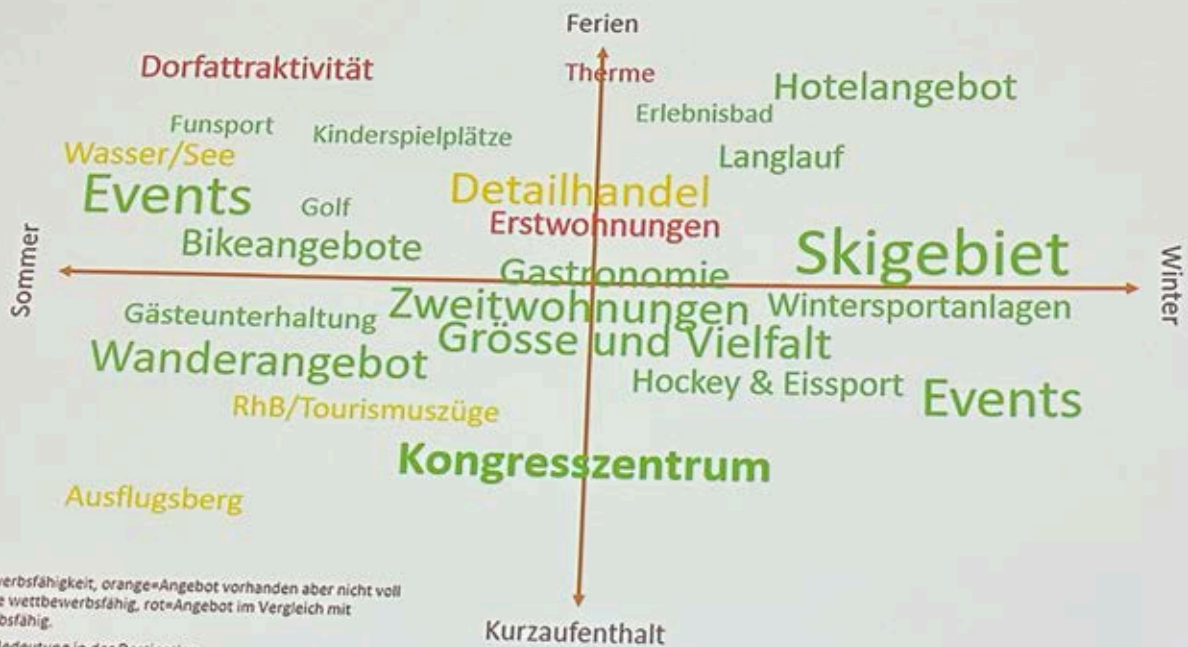 Ferien
Dorfattraktivität
Therme
Hotelangebot
Erlebnisbad
Funsport
Kinderspielplätze
Wasser/See
Langlauf
Events
Detailhandel
Golf
Erstwohnungen
Bikeangebote
Skigebiet
Sommer
Gastronomie
Winter
Gästeunterhaltung
Zweitwohnungen
Wintersportanlagen
Wanderangebot
Grösse und Vielfalt
Hockey & Eissport
Events
RhB/Tourismuszüge
Kongresszentrum
Ausflugsberg
orange=Angebot vorhanden aber nicht voll
wettbewerbsfähig, rot=Angebot im Vergleich mit
Kurzaufenthalt